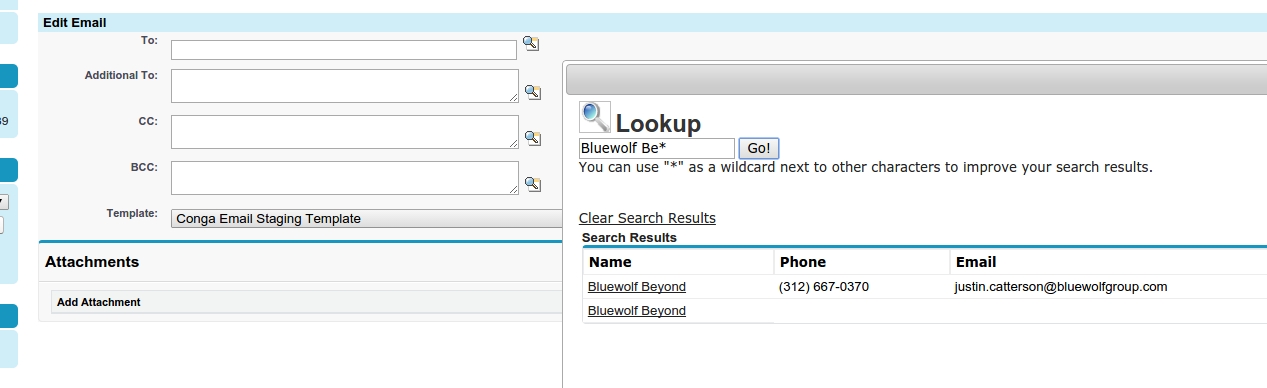 Edit Email
To:
Additional To:
CC:
BCC:
Template: Conga Email Staging Template
Attachments
Add Attachment
Lookup
Bluewolf Be* Go!
You can use "*" as a wildcard next to other characters to improve your search results.
Clear Search Results
Search Results
Name Phone Email
Bluewolf Beyond (312) 667-0370 justin.catterson@bluewolfgroup.com
Bluewolf Beyond